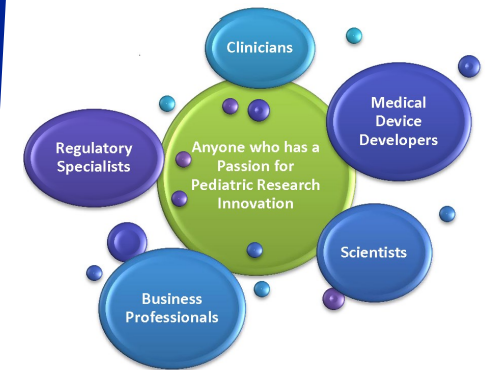 Clinicians
Medical
Device
Developers
Regulatory
Specialists
Anyone who has a
Passion for
Pediatric Research
Innovation
Scientists
Business
Professionals